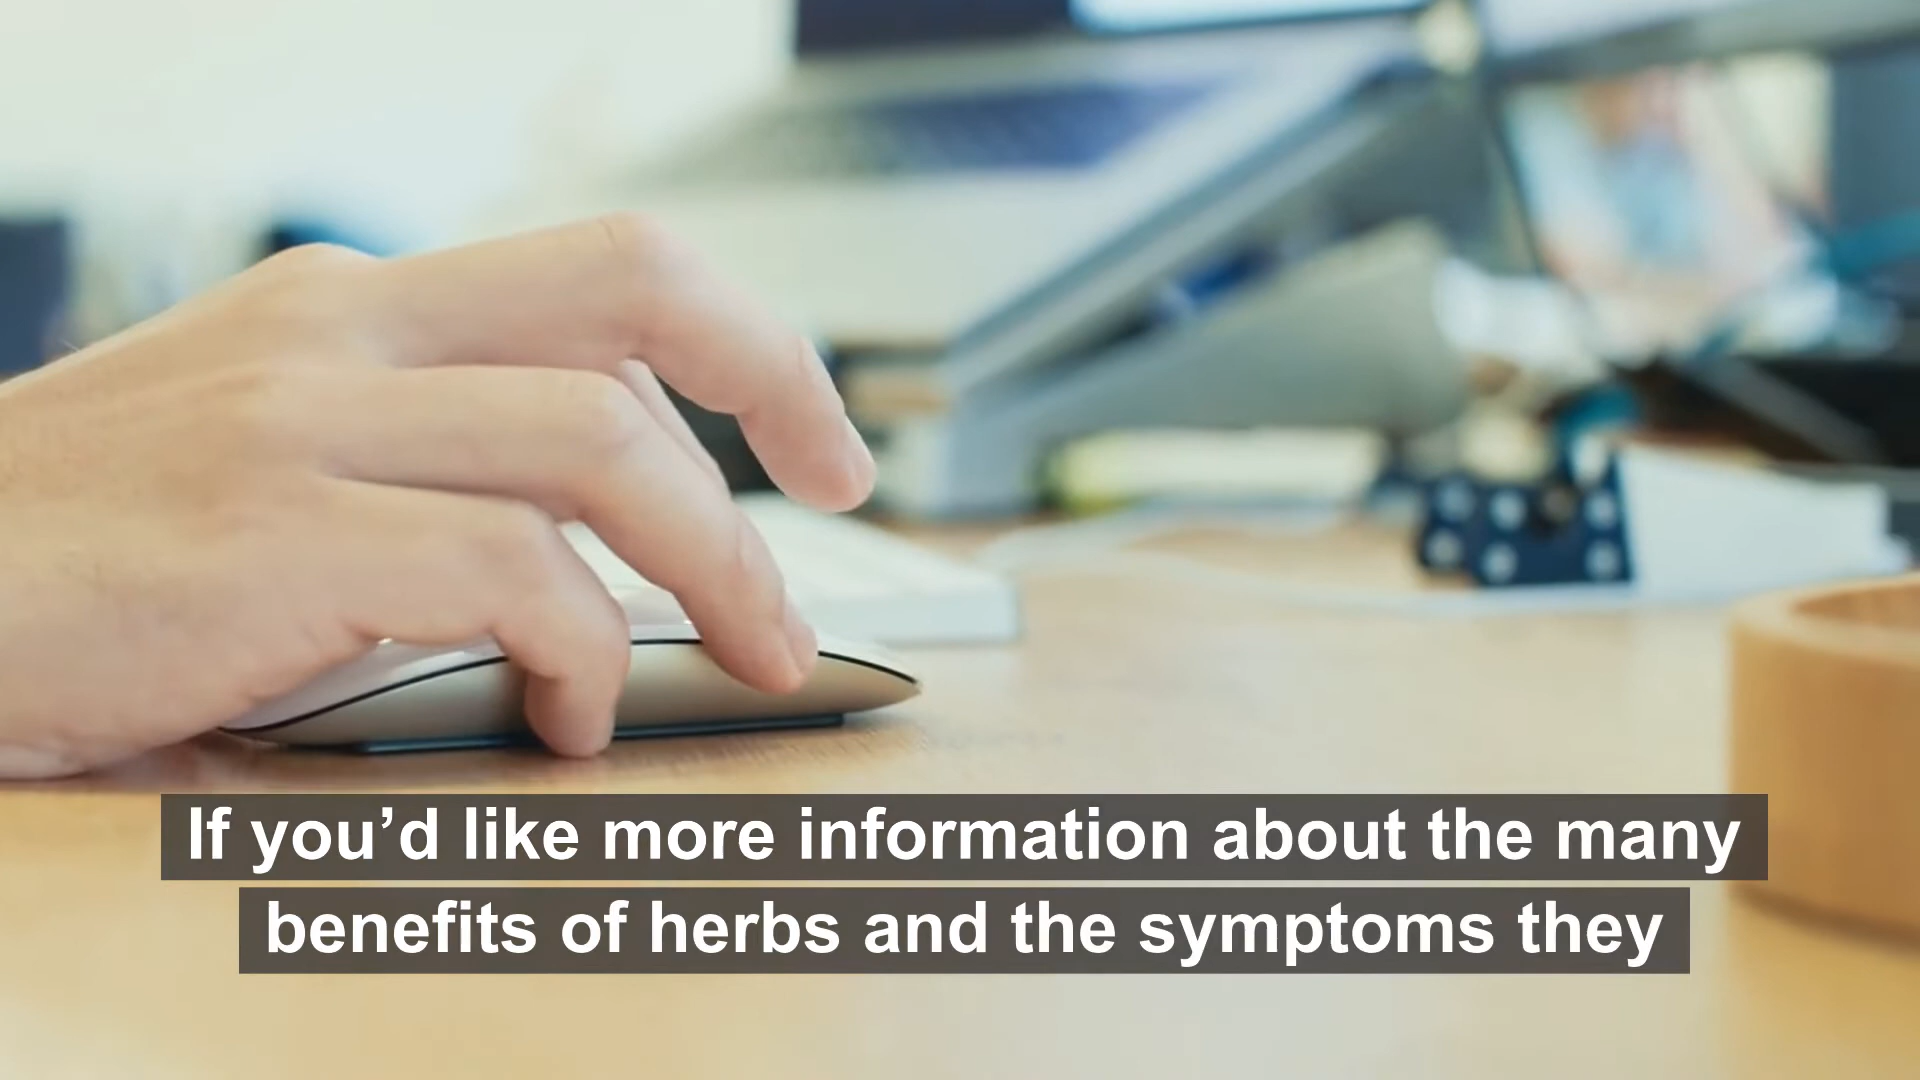 If you’d like more information about the many
benefits of herbs and the symptoms they